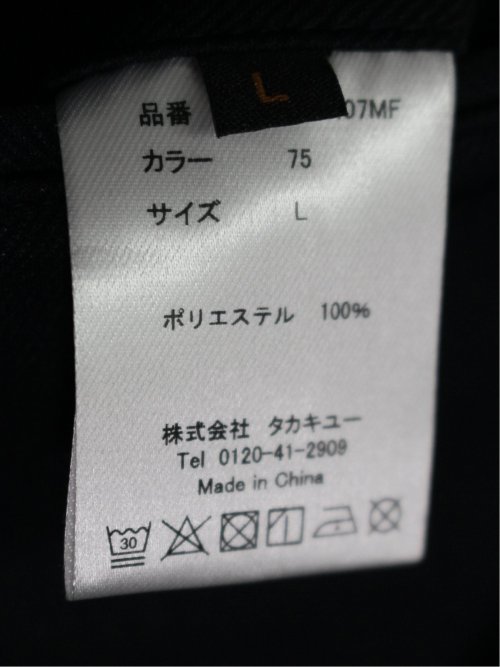 L
品番 07MF
カラー 75
サイズ L
ポリエステル 100%
株式会社 タカキュー
Tel 0120-41-2909
Made in China
30